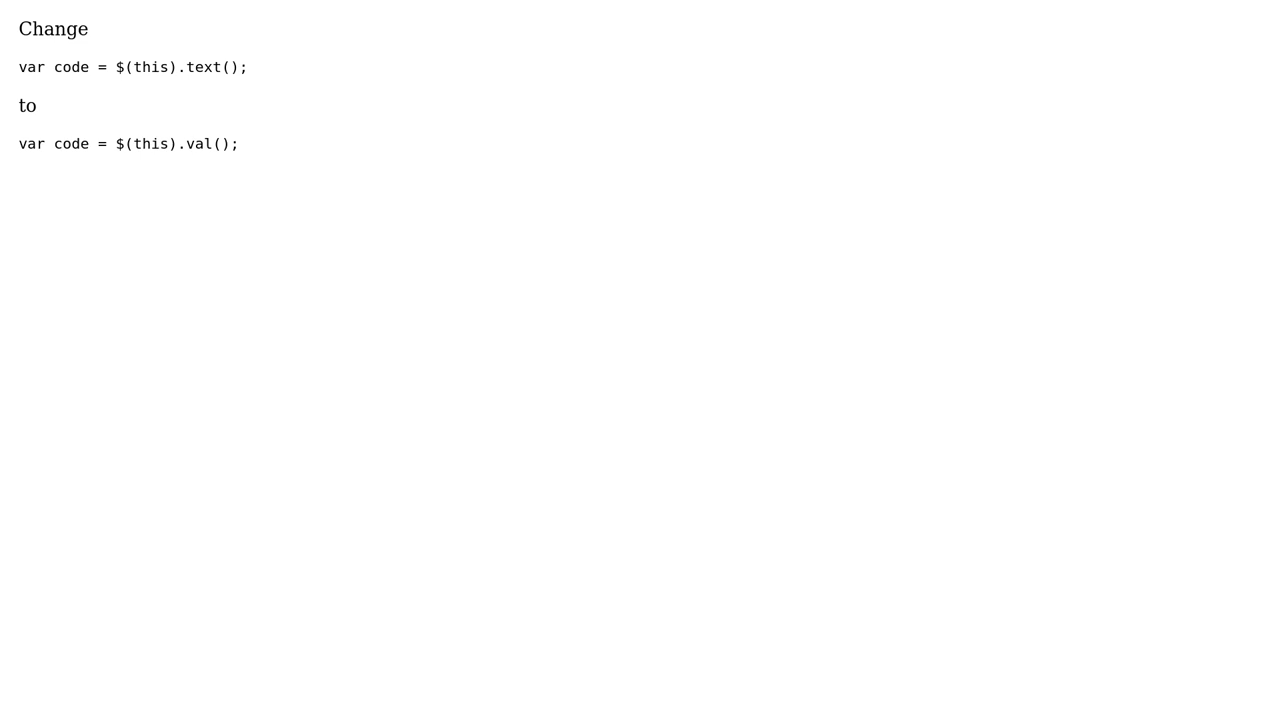 Change
var code = $(this).text();
to
var code = $(this).val();